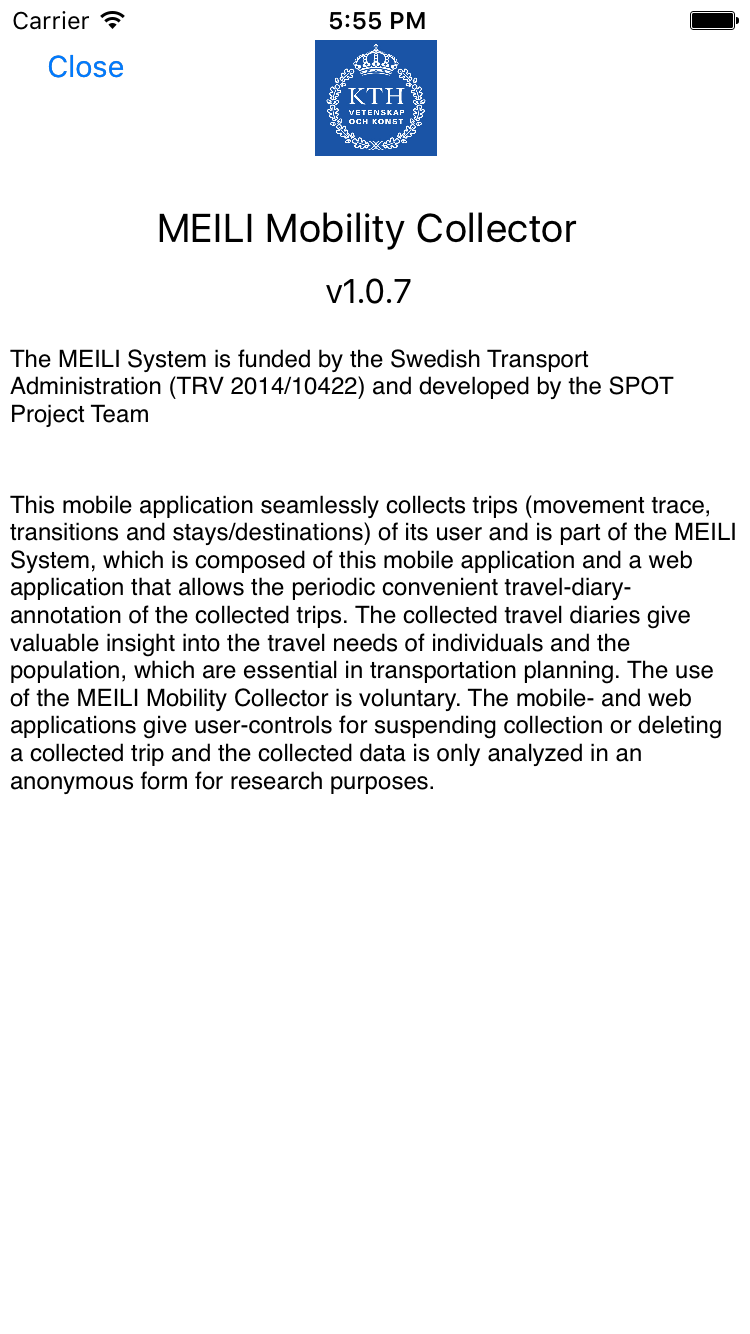 Carrier 5:55 PM
Close
KTH
VETENSKAP
OCH KONST
MEILI Mobility Collector
v1.0.7
The MEILI System is funded by the Swedish Transport
Administration (TRV 2014/10422) and developed by the SPOT
Project Team
This mobile application seamlessly collects trips (movement trace,
transitions and stays/destinations) of its user and is part of the MEILI
System, which is composed of this mobile application and a web
application that allows the periodic convenient travel-diary-
annotation of the collected trips. The collected travel diaries give
valuable insight into the travel needs of individuals and the
population, which are essential in transportation planning. The use
of the MEILI Mobility Collector is voluntary. The mobile- and web
applications give user-controls for suspending collection or deleting
a collected trip and the collected data is only analyzed in an
anonymous form for research purposes.